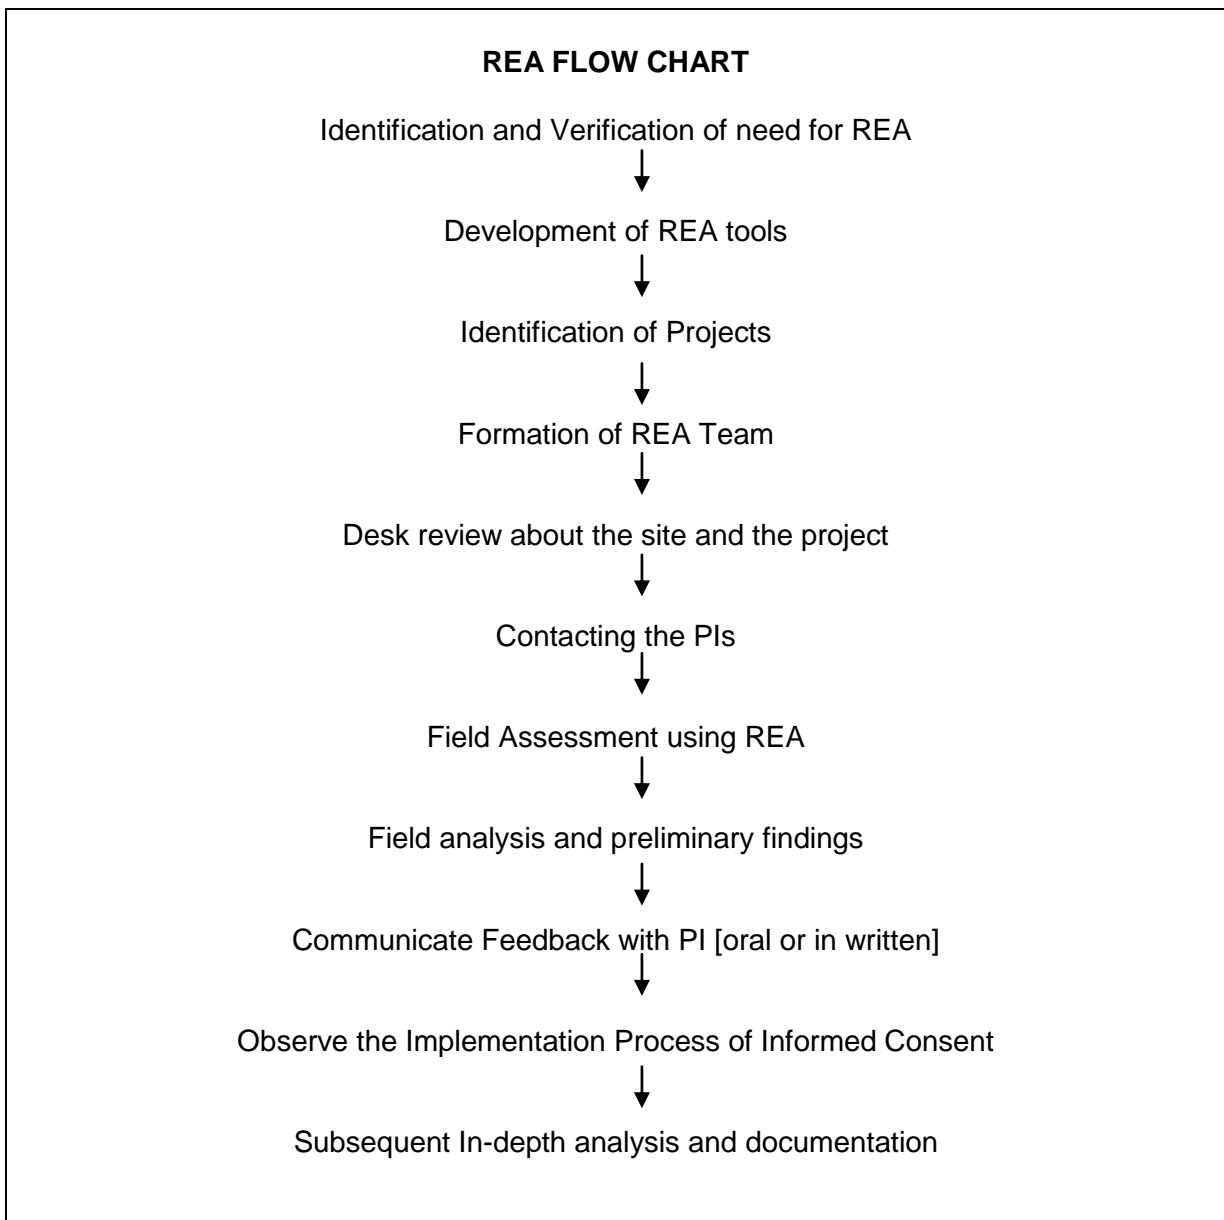 REA FLOW CHART
Identification and Verification of need for REA
Development of REA tools
Identification of Projects
Formation of REA Team
Desk review about the site and the project
Contacting the PIs
Field Assessment using REA
Field analysis and preliminary findings
Communicate Feedback with PI [oral or in written]
Observe the Implementation Process of Informed Consent
Subsequent In-depth analysis and documentation